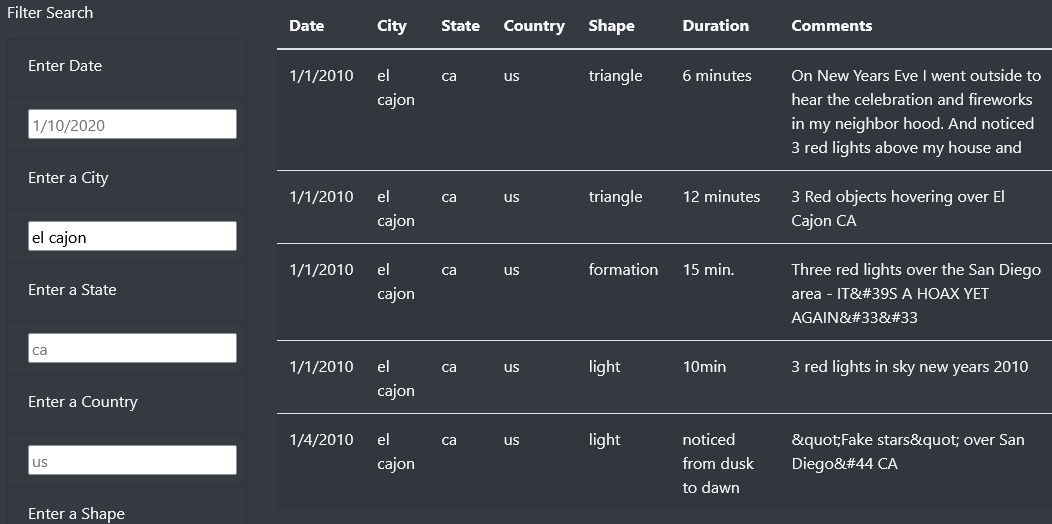 Filter Search
Enter Date
1/10/2020
Enter a City
el cajon
Enter a State
ca
Enter a Country
us
Enter a Shape
Date City State Country Shape Duration Comments
1/1/2010 el ca us triangle 6 minutes On New Years Eve I went outside to
cajon hear the celebration and fireworks
in my neighbor hood. And noticed
3 red lights above my house and
1/1/2010 el ca us triangle 12 minutes 3 Red objects hovering over El
cajon Cajon CA
1/1/2010 el ca us formation 15 min. Three red lights over the San Diego
cajon area - IT&#39S A HOAX YET
AGAIN&#33&#33
1/1/2010 el ca us light 10min 3 red lights in sky new years 2010
cajon
1/4/2010 el ca us light noticed &quot;Fake stars&quot; over San
cajon from dusk Diego&#44 CA
to dawn